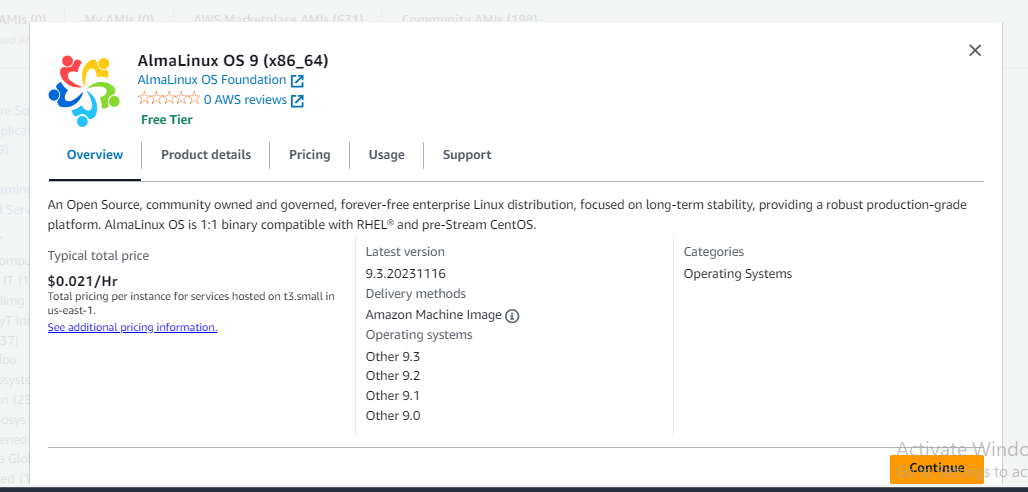 AMIs (0) My AMIs (0) AWS Marketplace AMIs (631) Community AMIs (198)
AlmaLinux OS 9 (x86_64)
AlmaLinux OS Foundation
0 AWS reviews
Free Tier
Overview Product details Pricing Usage Support
An Open Source, community owned and governed, forever-free enterprise Linux distribution, focused on long-term stability, providing a robust production-grade
platform. AlmaLinux OS is 1:1 binary compatible with RHEL® and pre-Stream CentOS.
Typical total price
$0.021/Hr
Total pricing per instance for services hosted on t3.small in
us-east-1.
See additional pricing information.
Latest version
9.3.20231116
Delivery methods
Amazon Machine Image
Operating systems
Other 9.3
Other 9.2
Other 9.1
Other 9.0
Categories
Operating Systems
Activate Windo
Continue